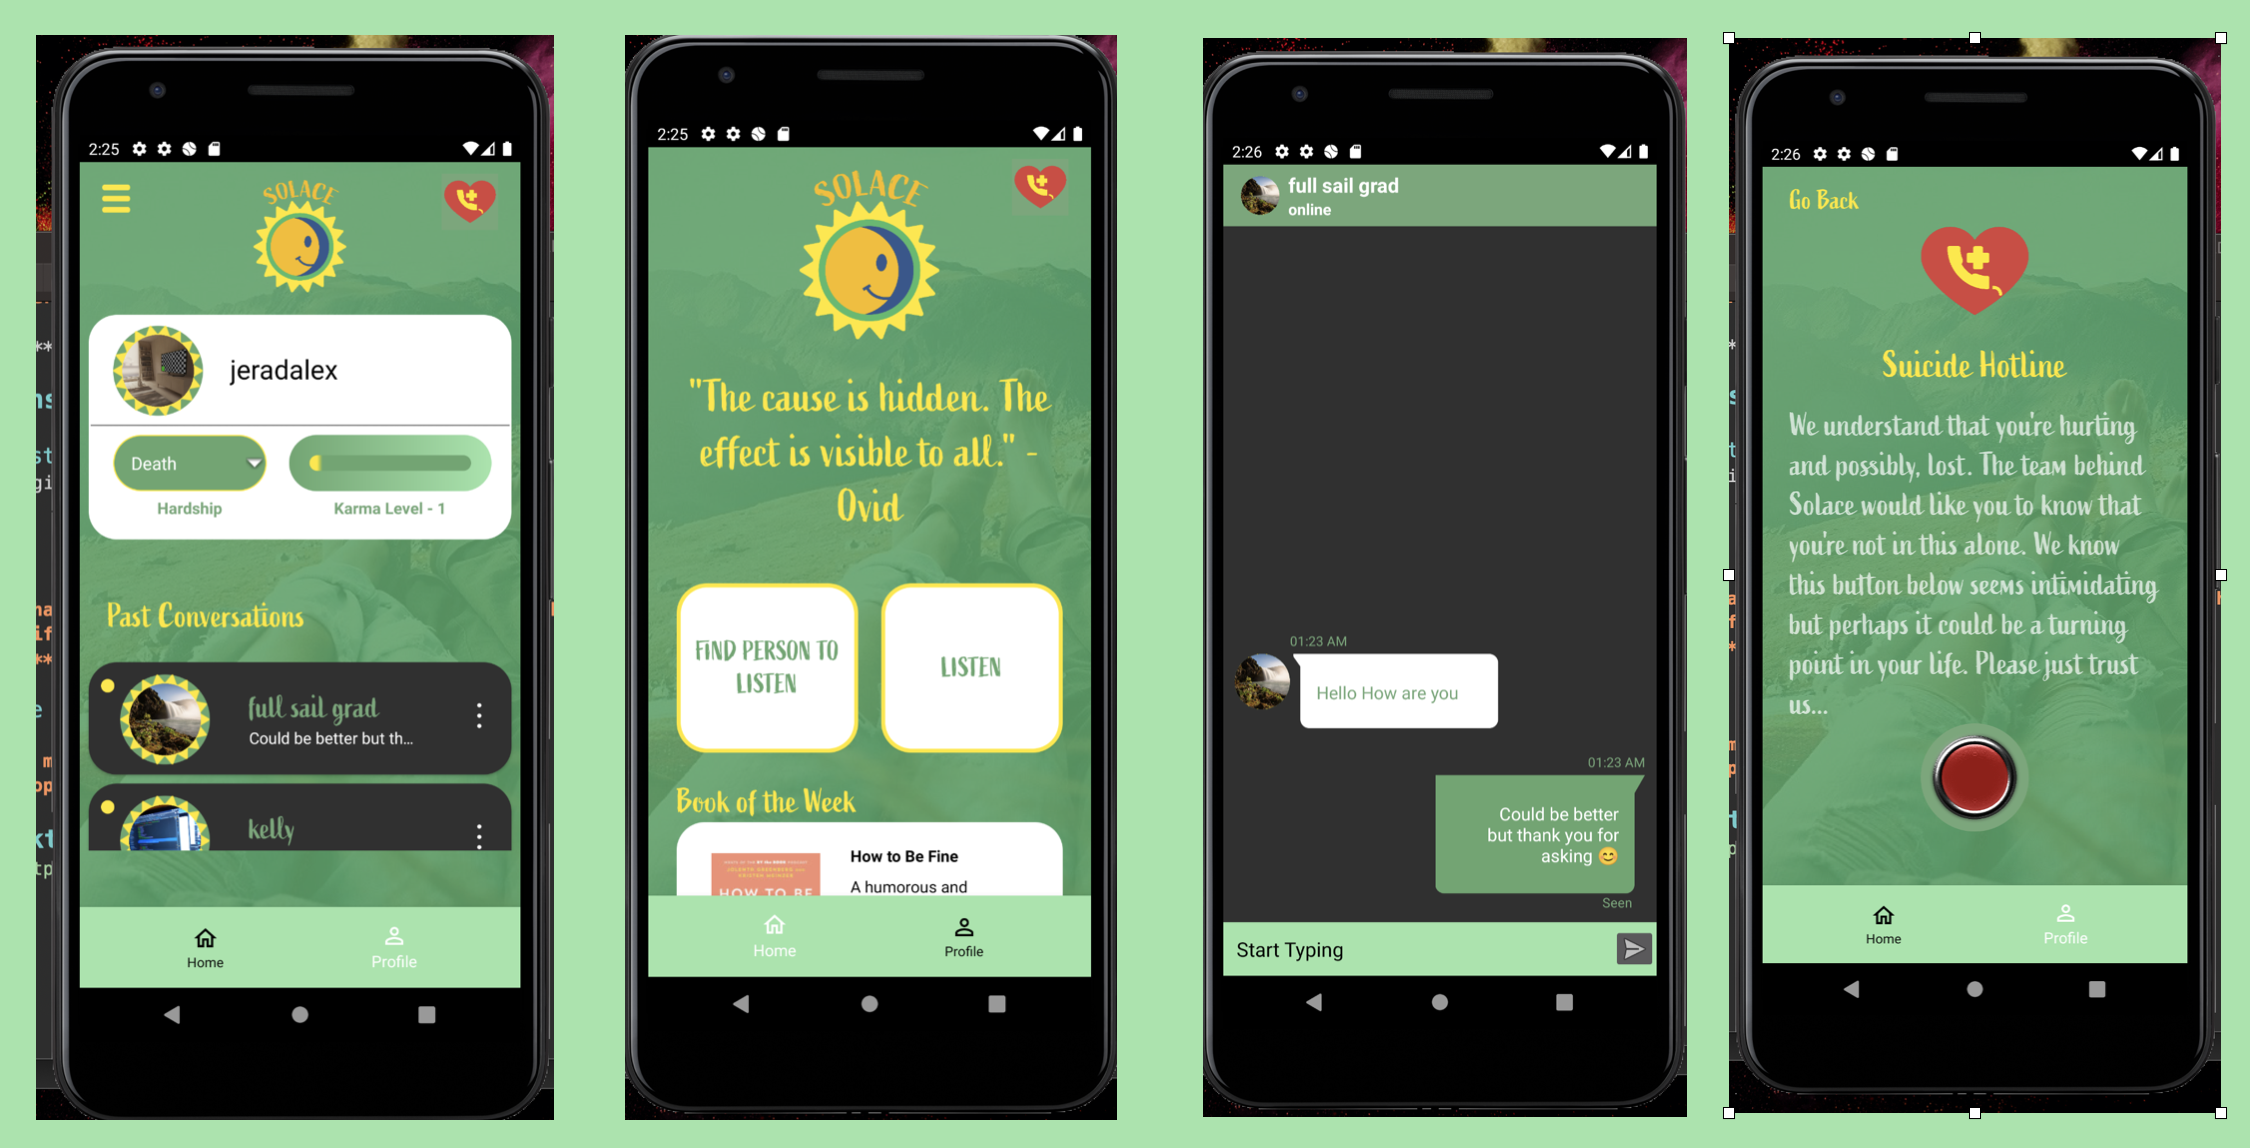 2:25
SOLACE
jeradalex
Death
Hardship
Karma Level - 1
Past Conversations
full sail grad
Could be better but th...
kelly
Home
Profile
2:25
SOLACE
"The cause is hidden. The
effect is visible to all." -
Ovid
FIND PERSON TO
LISTEN
LISTEN
Book of the Week
How to Be Fine
A humorous and
HOW TO BE
Home
Profile
2:26
full sail grad
online
01:23 AM
Hello How are you
01:23 AM
Could be better
but thank you for
asking 😊
Seen
Start Typing
2:26
Go Back
Suicide Hotline
We understand that you're hurting
and possibly, lost. The team behind
Solace would like you to know that
you're not in this alone. We know
this button below seems intimidating
but perhaps it could be a turning
point in your life. Please just trust
us...
Home
Profile